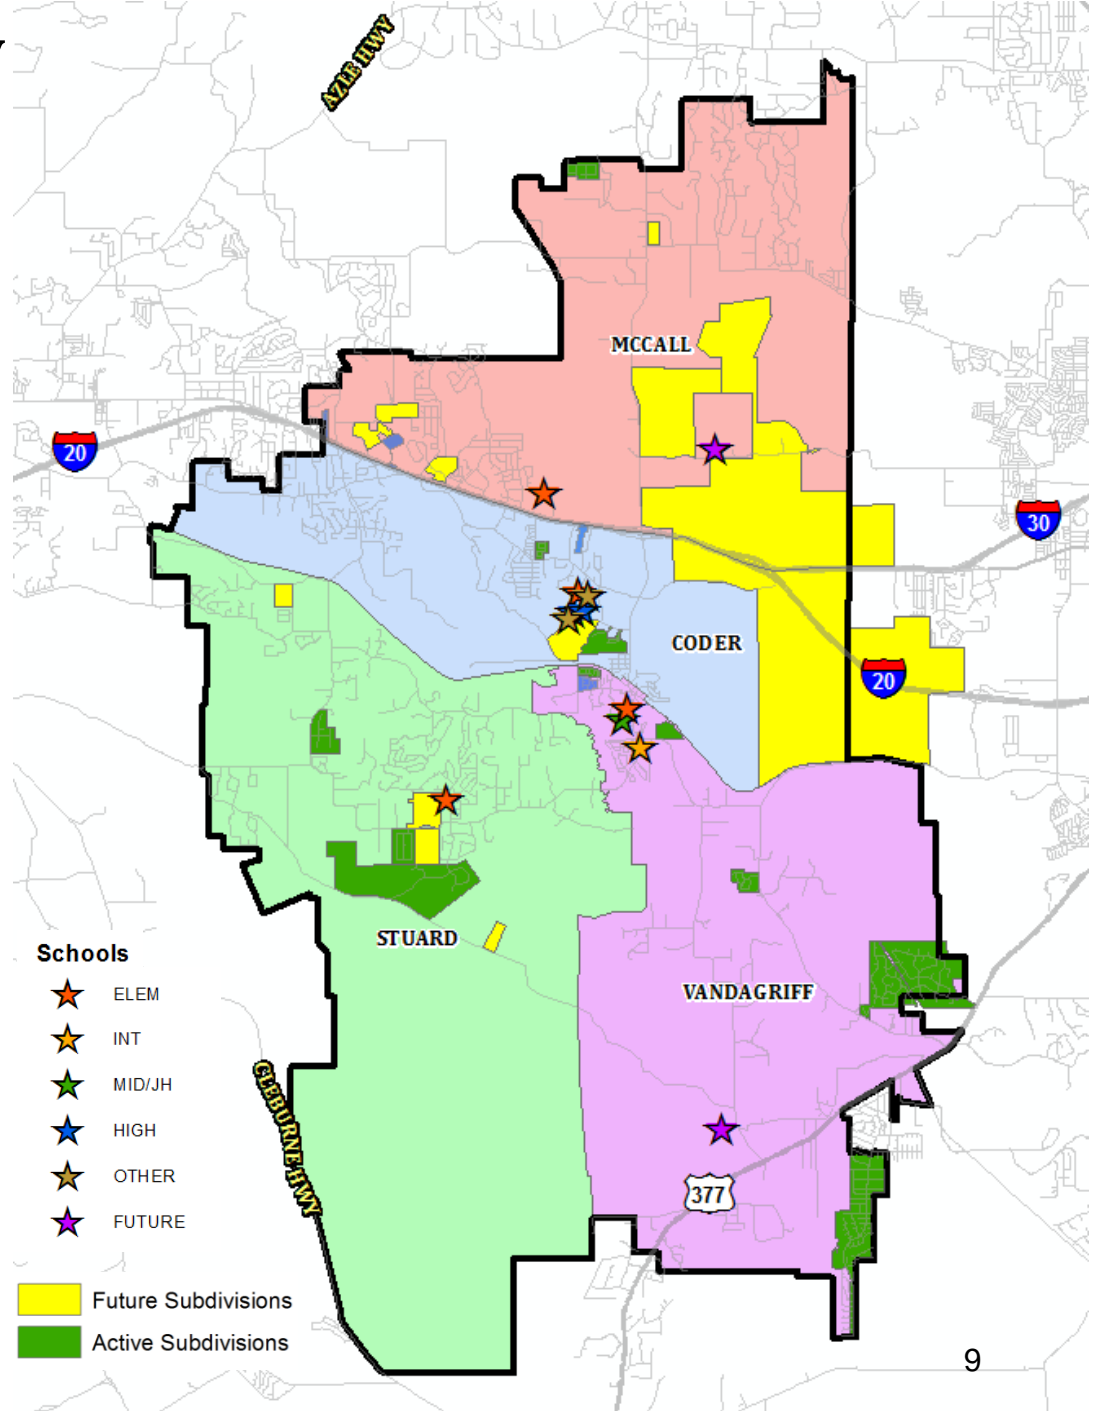 AZLE HWY
MCCALL
20
30
CODER
20
STUARD
VANDAGRIFF
Schools
ELEM
INT
MID/JH
HIGH
OTHER
FUTURE
CLEBURNE HWY
377
Future Subdivisions
Active Subdivisions
9